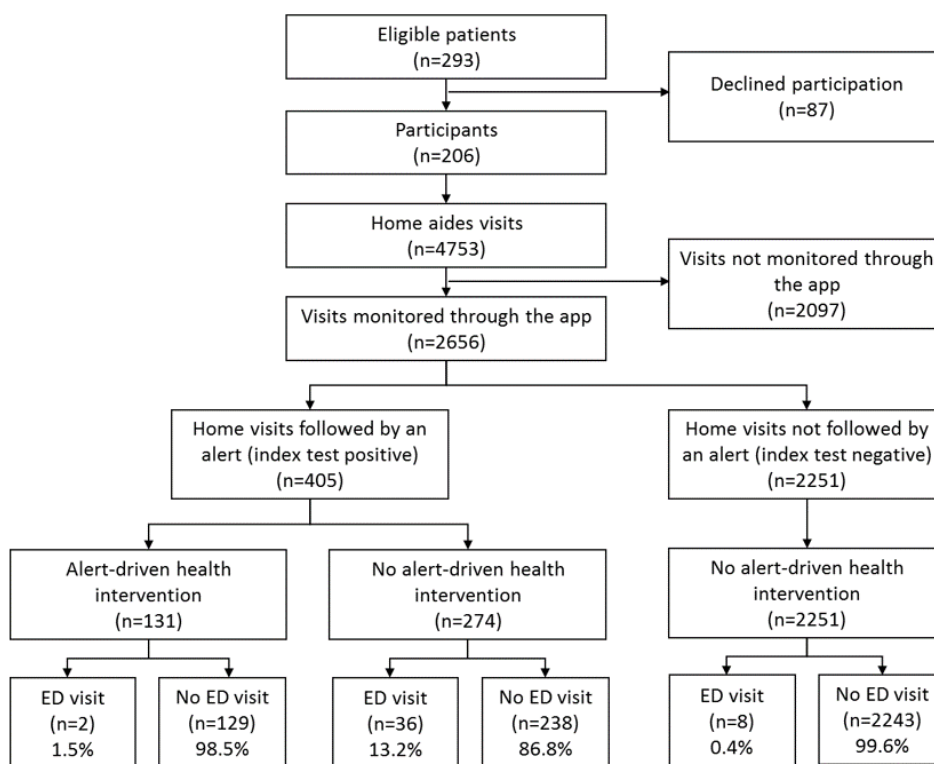 Eligible patients
(n=293)
Declined participation
(n=87)
Participants
(n=206)
Home aides visits
(n=4753)
Visits not monitored through
the app
(n=2097)
Visits monitored through the app
(n=2656)
Home visits followed by an
alert (index test positive)
(n=405)
Home visits not followed by
an alert (index test negative)
(n=2251)
Alert-driven health
intervention
(n=131)
No alert-driven health
intervention
(n=274)
No alert-driven health
intervention
(n=2251)
ED visit
(n=2)
1.5%
No ED visit
(n=129)
98.5%
ED visit
(n=36)
13.2%
No ED visit
(n=238)
86.8%
ED visit
(n=8)
0.4%
No ED visit
(n=2243)
99.6%